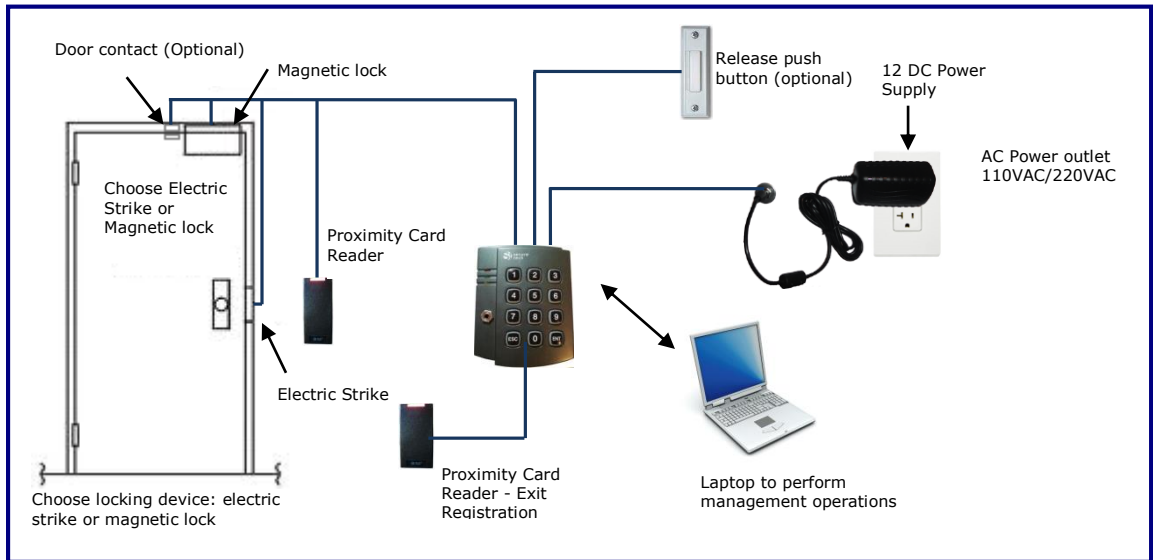 Door contact (Optional)
Magnetic lock
Release push
button (optional)
12 DC Power
Supply
AC Power outlet
110VAC/220VAC
Choose Electric
Strike or
Magnetic lock
Proximity Card
Reader
1 2 3
4 5 6
7 8 9
ESC 0 ENT
Electric Strike
Proximity Card
Reader - Exit
Registration
Laptop to perform
management operations
Choose locking device: electric
strike or magnetic lock